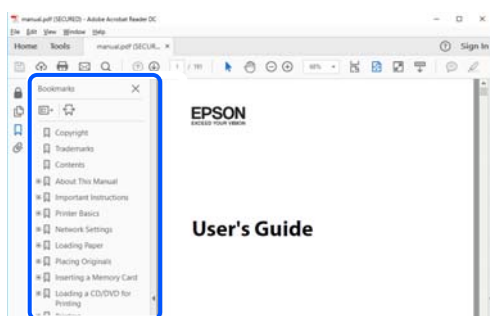 manual.pdf (SECURED) - Adobe Acrobat Reader DC
File Edit View Window Help
Home Tools manual.pdf (SECUR... × Sign In
1 / 191
Bookmarks
Copyright
Trademarks
Contents
About This Manual
Important Instructions
Printer Basics
Network Settings
Loading Paper
Placing Originals
Inserting a Memory Card
Loading a CD/DVD for
Printing
EPSON
EXCEED YOUR VISION
User's Guide